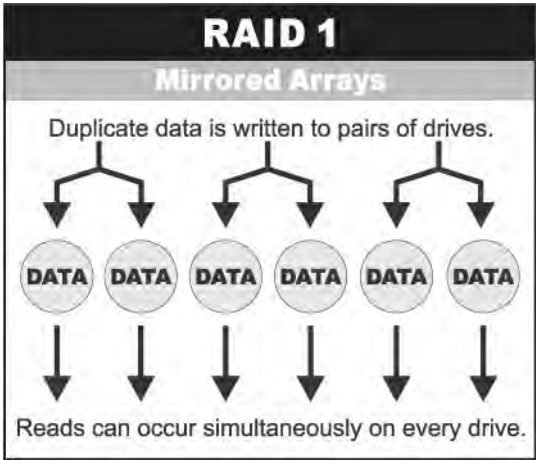 RAID 1
Mirrored Arrays
Duplicate data is written to pairs of drives.
DATA DATA DATA DATA DATA DATA
Reads can occur simultaneously on every drive.